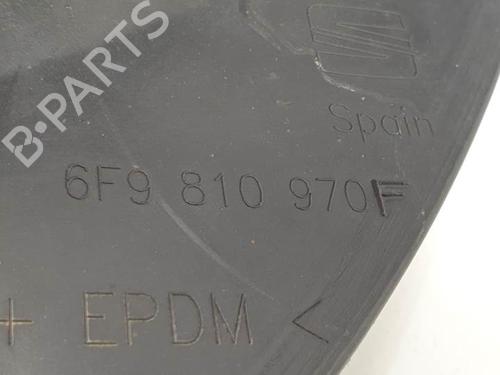 B-PARTS
Spain
6F9 810 970F
+ EPDM <